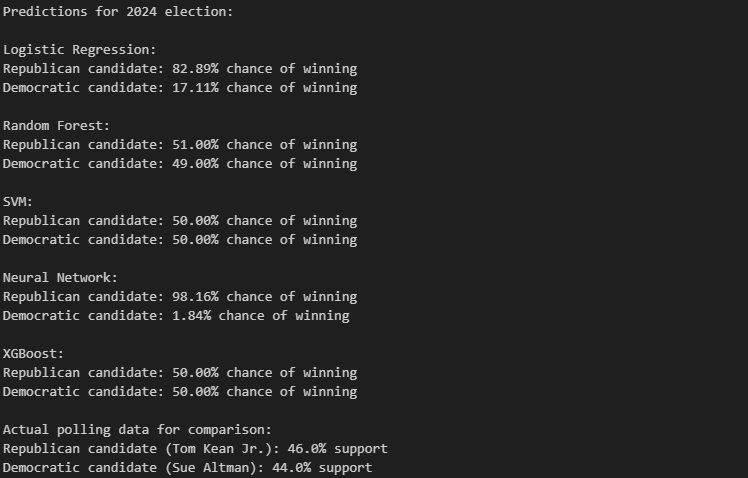 Predictions for 2024 election:
Logistic Regression:
Republican candidate: 82.89% chance of winning
Democratic candidate: 17.11% chance of winning
Random Forest:
Republican candidate: 51.00% chance of winning
Democratic candidate: 49.00% chance of winning
SVM:
Republican candidate: 50.00% chance of winning
Democratic candidate: 50.00% chance of winning
Neural Network:
Republican candidate: 98.16% chance of winning
Democratic candidate: 1.84% chance of winning
XGBoost:
Republican candidate: 50.00% chance of winning
Democratic candidate: 50.00% chance of winning
Actual polling data for comparison:
Republican candidate (Tom Kean Jr.): 46.0% support
Democratic candidate (Sue Altman): 44.0% support